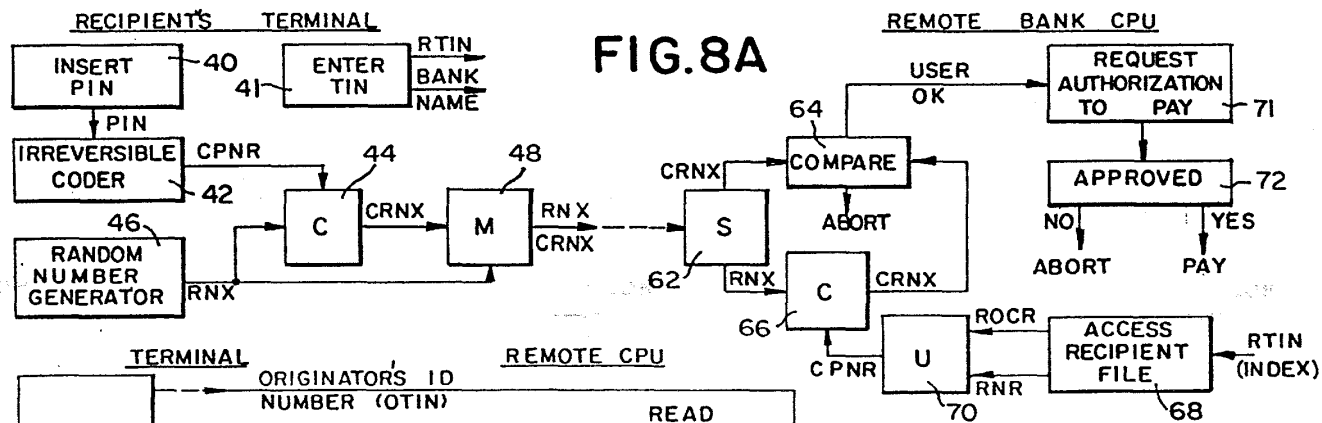 RECIPIENT'S TERMINAL
REMOTE BANK CPU
FIG.8A
INSERT
PIN
40
41
ENTER
TIN
RTIN
BANK
NAME
PIN
IRREVERSIBLE
CODER
42
CPNR
44
C
CRNX
48
M
RNX
CRNX
46
RANDOM
NUMBER
GENERATOR
RNX
CRNX
S
62
RNX
64
COMPARE
ABORT
USER
OK
REQUEST
AUTHORIZATION
TO PAY
71
APPROVED
72
NO
YES
ABORT
PAY
C
66
CRNX
CPNR
U
70
ROCR
RNR
ACCESS
RECIPIENT
FILE
68
RTIN
(INDEX)
TERMINAL
REMOTE CPU
ORIGINATOR'S ID
NUMBER (OTIN)
READ